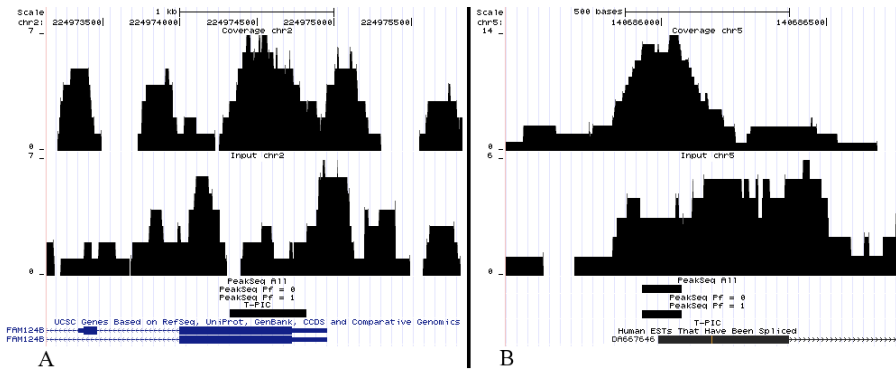 Scale
1 kb
chr2:
224973500
224974000
224974500
224975000
224975500
7
Coverage chr2
0
7
Input chr2
0
PeakSeq All
PeakSeq Pf = 0
PeakSeq Pf = 1
T-PIC
UCSC Genes Based on RefSeq, UniProt, GenBank, CCDS and Comparative Genomics
FAM124B
FAM124B
A
Scale
500 bases
chr5:
140686000
140686500
14
Coverage chr5
0
6
Input chr5
0
PeakSeq All
PeakSeq Pf = 0
PeakSeq Pf = 1
T-PIC
Human ESTs That Have Been Spliced
DA667646
B